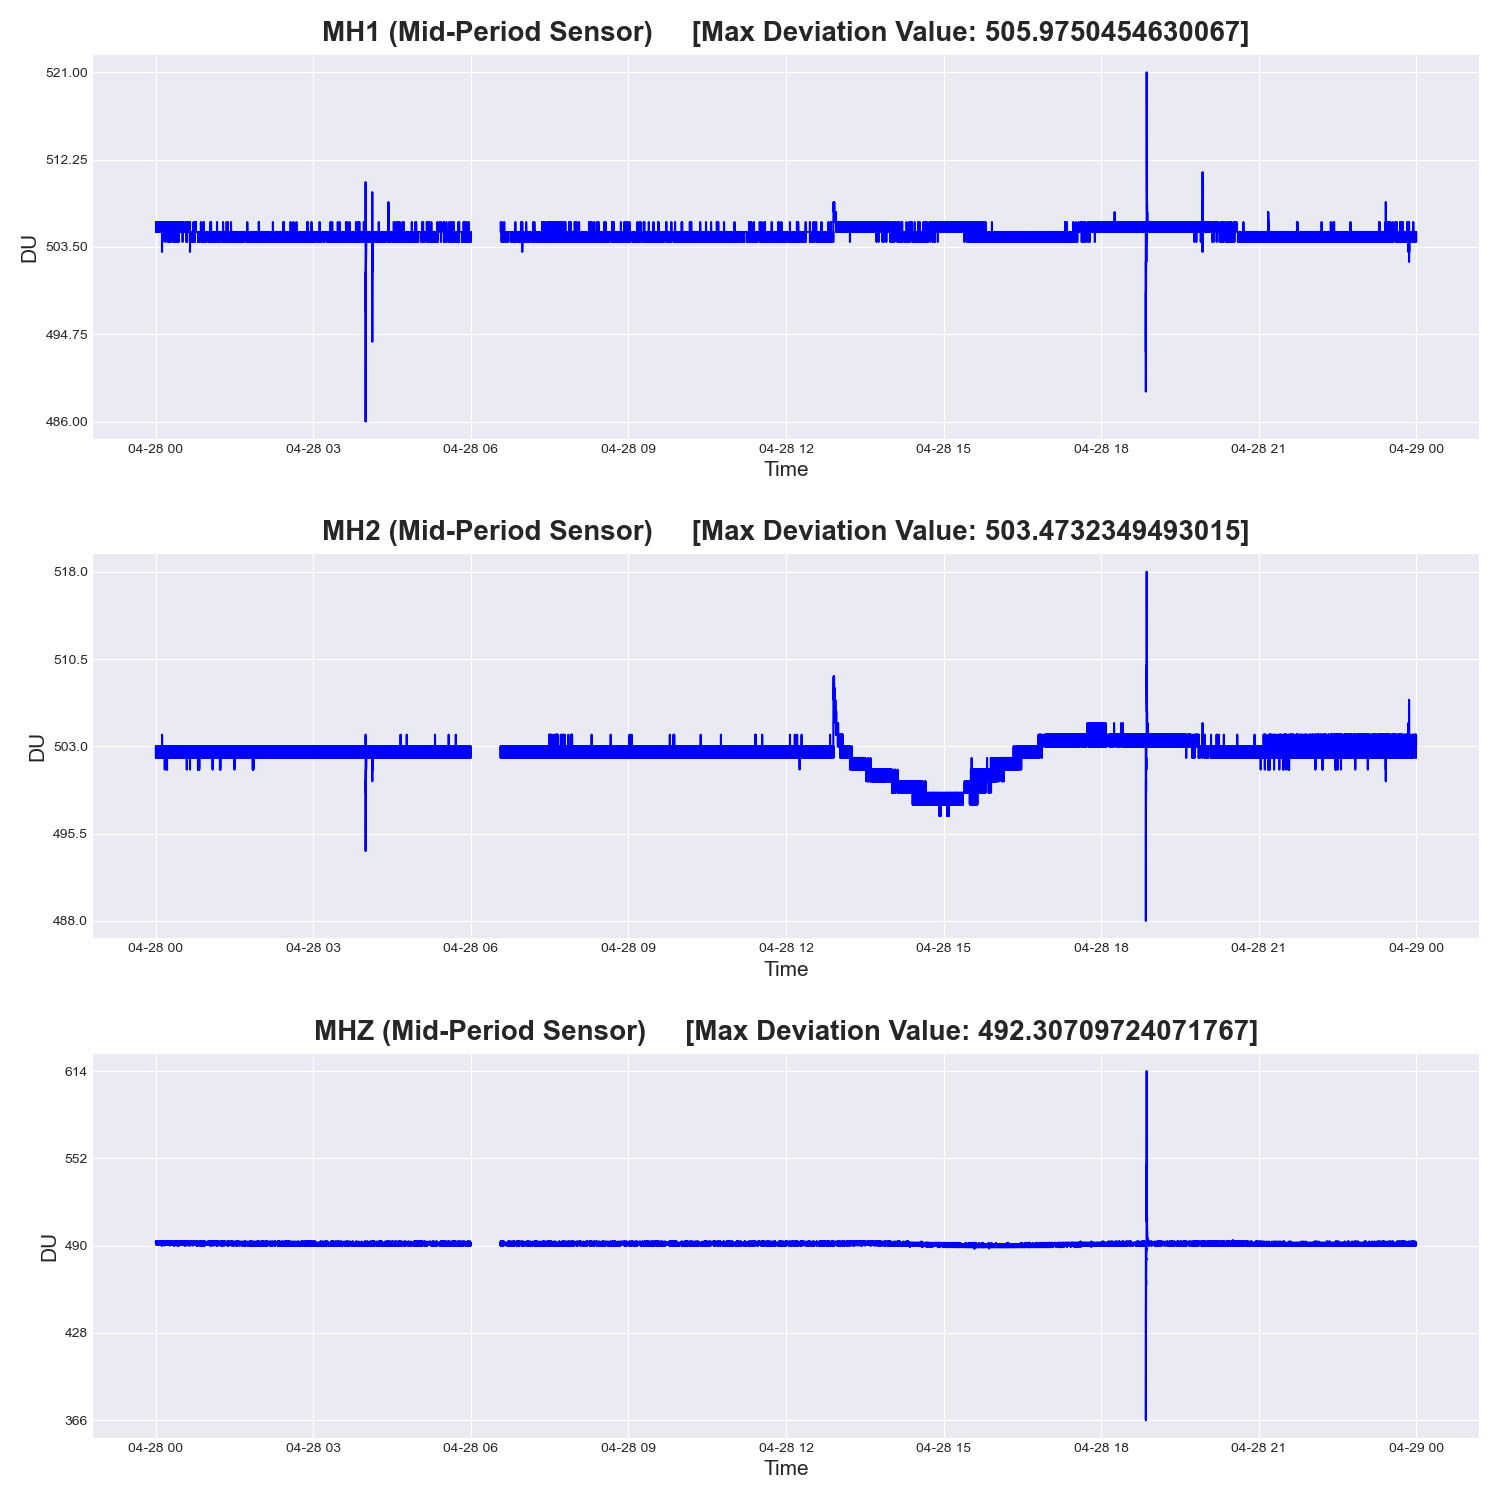 MH1 (Mid-Period Sensor) [Max Deviation Value: 505.9750454630067]
521.00
512.25
503.50
494.75
486.00
DU
04-28 00 04-28 03 04-28 06 04-28 09 04-28 12 04-28 15 04-28 18 04-28 21 04-29 00
Time
MH2 (Mid-Period Sensor) [Max Deviation Value: 503.4732349493015]
518.0
510.5
503.0
495.5
488.0
DU
04-28 00 04-28 03 04-28 06 04-28 09 04-28 12 04-28 15 04-28 18 04-28 21 04-29 00
Time
MHZ (Mid-Period Sensor) [Max Deviation Value: 492.30709724071767]
614
552
490
428
366
DU
04-28 00 04-28 03 04-28 06 04-28 09 04-28 12 04-28 15 04-28 18 04-28 21 04-29 00
Time